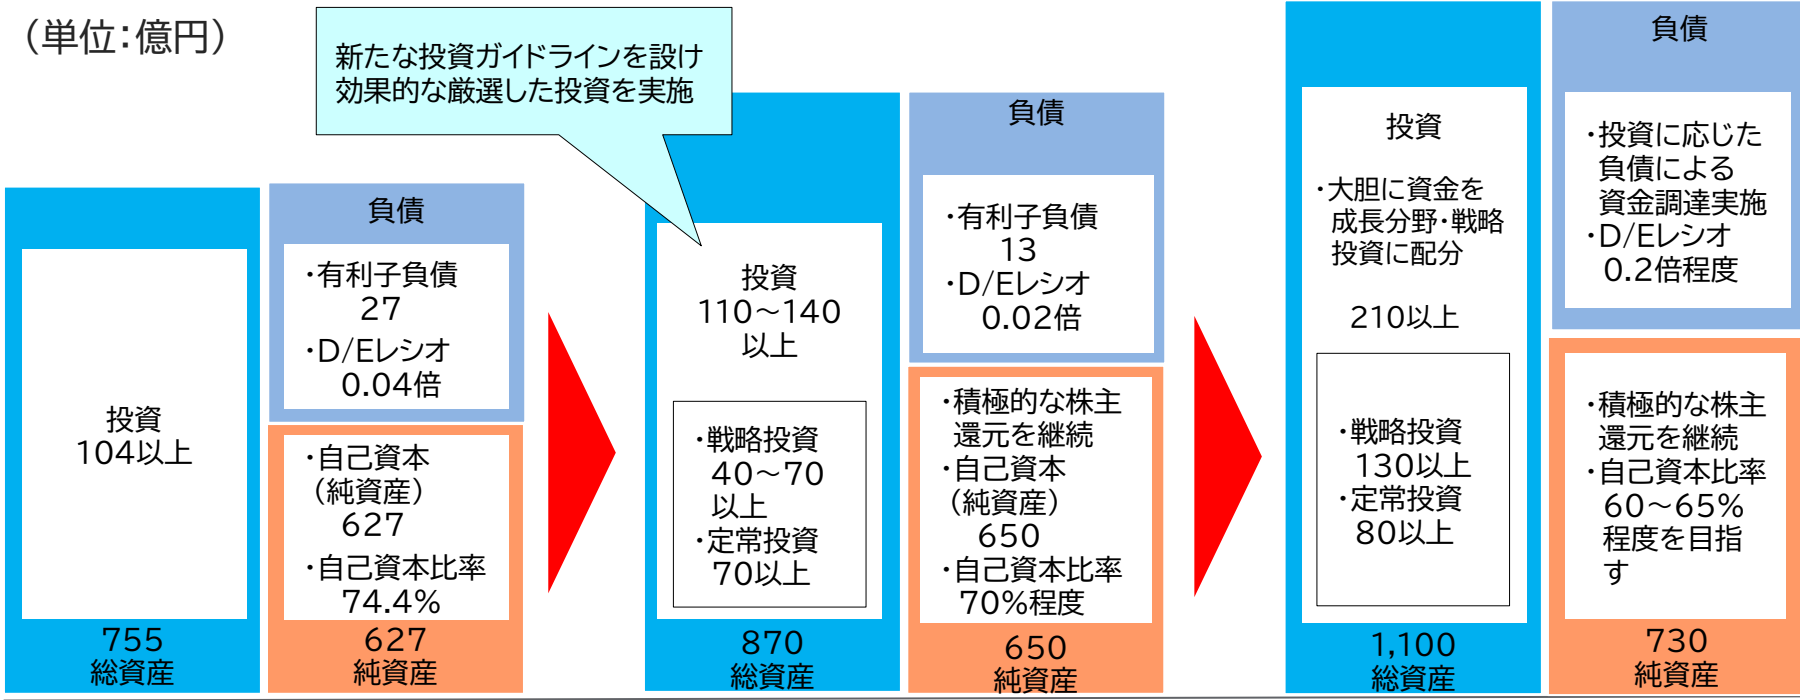 （単位：億円）
新たな投資ガイドラインを設け
効果的な厳選した投資を実施
投資
104以上
755
総資産
負債
・有利子負債
27
・D/Eレシオ
0.04倍
・自己資本
（純資産）
627
・自己資本比率
74.4%
627
純資産
投資
110～140
以上
・戦略投資
40～70
以上
・定常投資
70以上
870
総資産
負債
・有利子負債
13
・D/Eレシオ
0.02倍
・積極的な株主
還元を継続
・自己資本
（純資産）
650
・自己資本比率
70%程度
650
純資産
投資
・大胆に資金を
成長分野・戦略
投資に配分
210以上
・戦略投資
130以上
・定常投資
80以上
1,100
総資産
負債
・投資に応じた
負債による
資金調達実施
・D/Eレシオ
0.2倍程度
・積極的な株主
還元を継続
・自己資本比率
60～65%
程度を目指
す
730
純資産